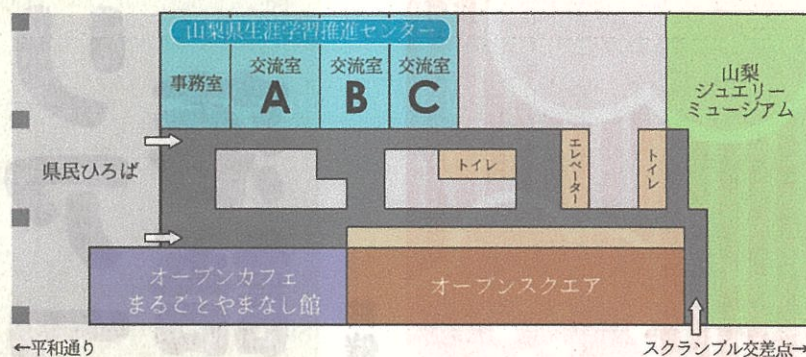 山梨県生涯学習推進センター
事務室
交流室
A
交流室
B
交流室
C
山梨
ジュエリー
ミュージアム
県民ひろば
トイレ
エレベーター
トイレ
オープンカフェ
まるごとやまなし館
オープンスクエア
←平和通り
スクランブル交差点→